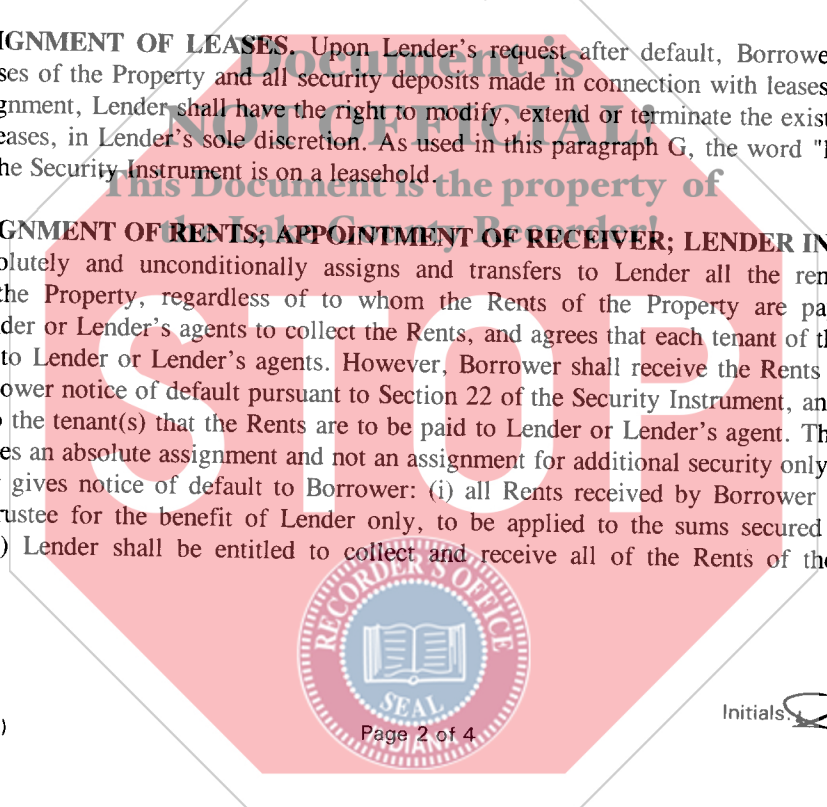 IGNMENT OF LEASES. Upon Lender's request after default, Borrowe
ses of the Property and all security deposits made in connection with leases
gnment, Lender shall have the right to modify, extend or terminate the exist
eases, in Lender's sole discretion. As used in this paragraph G, the word "l
he Security Instrument is on a leasehold.
Document is
NOT OFFICIAL!
This Document is the property of
the Lake County Recorder!
GNMENT OF RENTS; APPOINTMENT OF RECEIVER; LENDER IN
olutely and unconditionally assigns and transfers to Lender all the ren
the Property, regardless of to whom the Rents of the Property are pa
der or Lender's agents to collect the Rents, and agrees that each tenant of th
to Lender or Lender's agents. However, Borrower shall receive the Rents
ower notice of default pursuant to Section 22 of the Security Instrument, an
o the tenant(s) that the Rents are to be paid to Lender or Lender's agent. Th
es an absolute assignment and not an assignment for additional security only
gives notice of default to Borrower: (i) all Rents received by Borrower
rustee for the benefit of Lender only, to be applied to the sums secured
) Lender shall be entitled to collect and receive all of the Rents of the
STOP
RECORDER'S OFFICE
SEAL
INDIANA
)
Page 2 of 4
Initials: